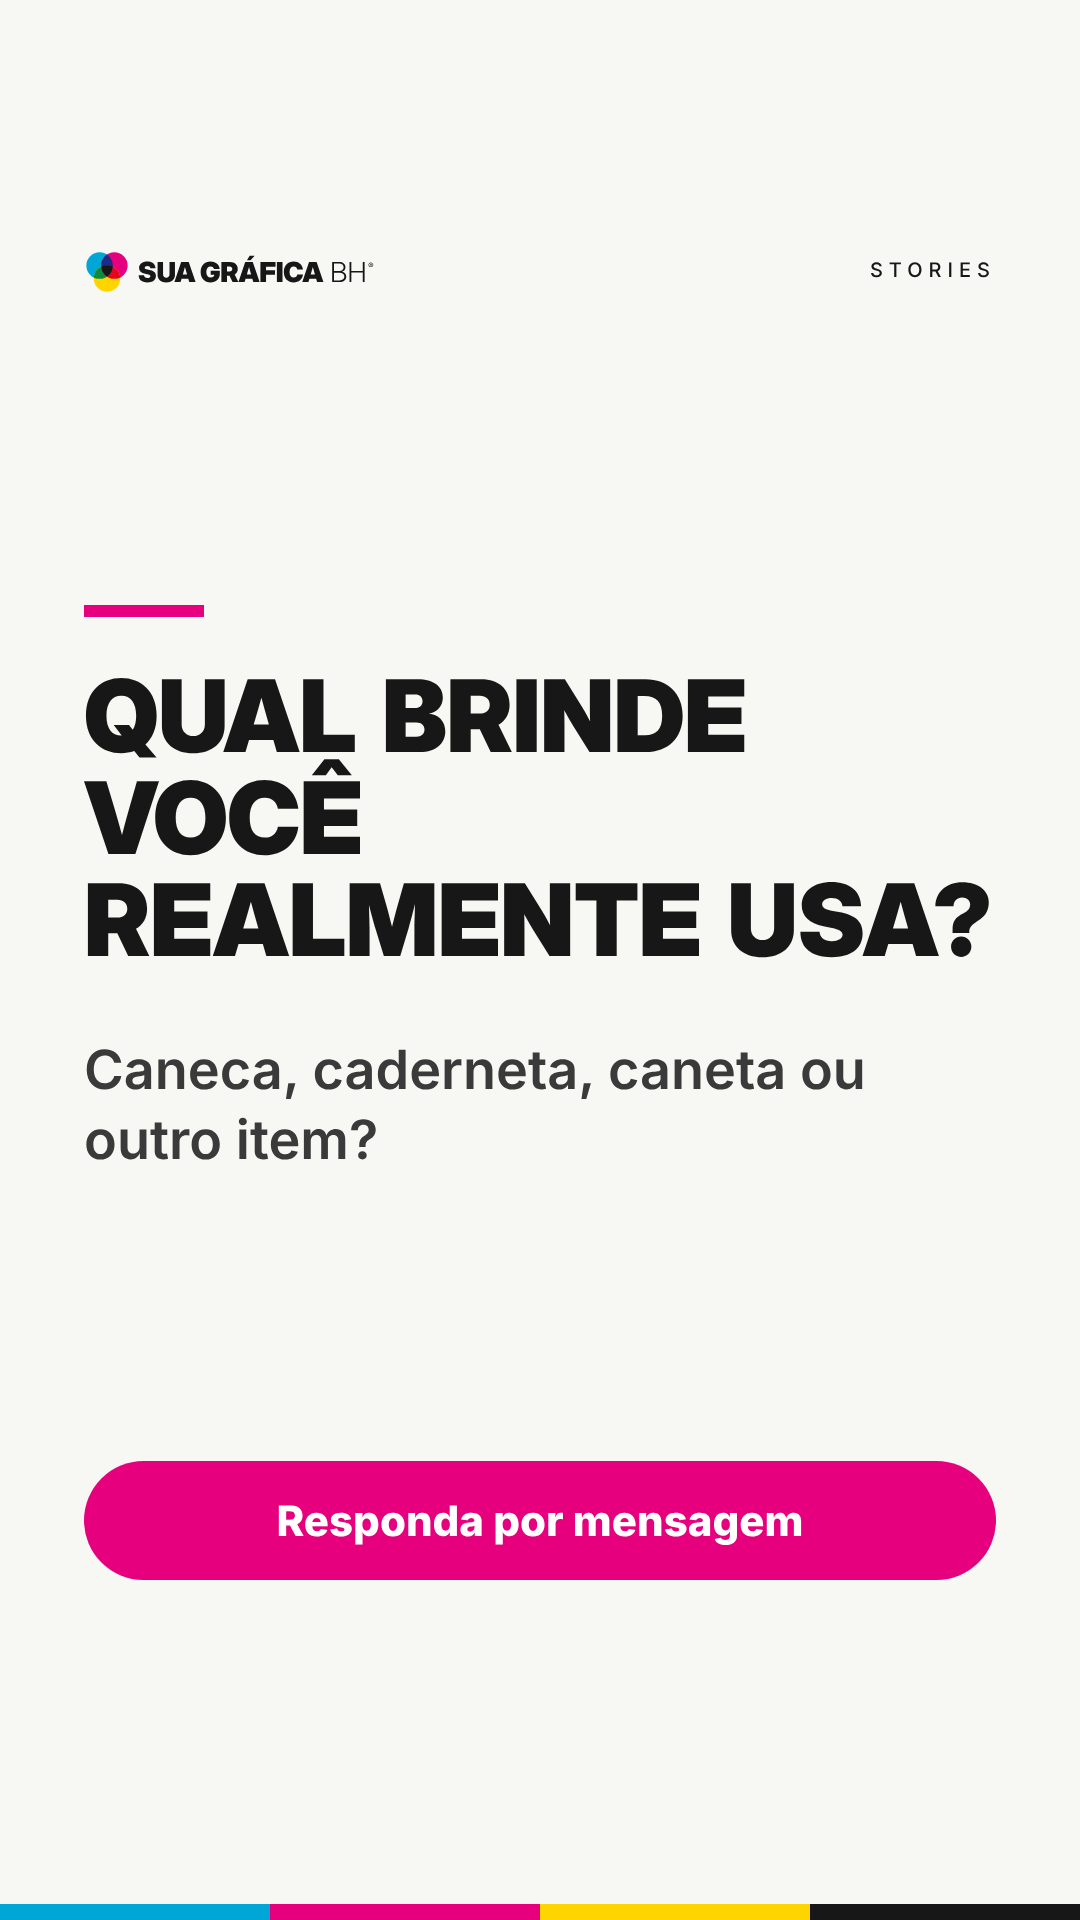 SUA GRÁFICA BH®
STORIES
QUAL BRINDE
VOCÊ
REALMENTE USA?
Caneca, caderneta, caneta ou
outro item?
Responda por mensagem